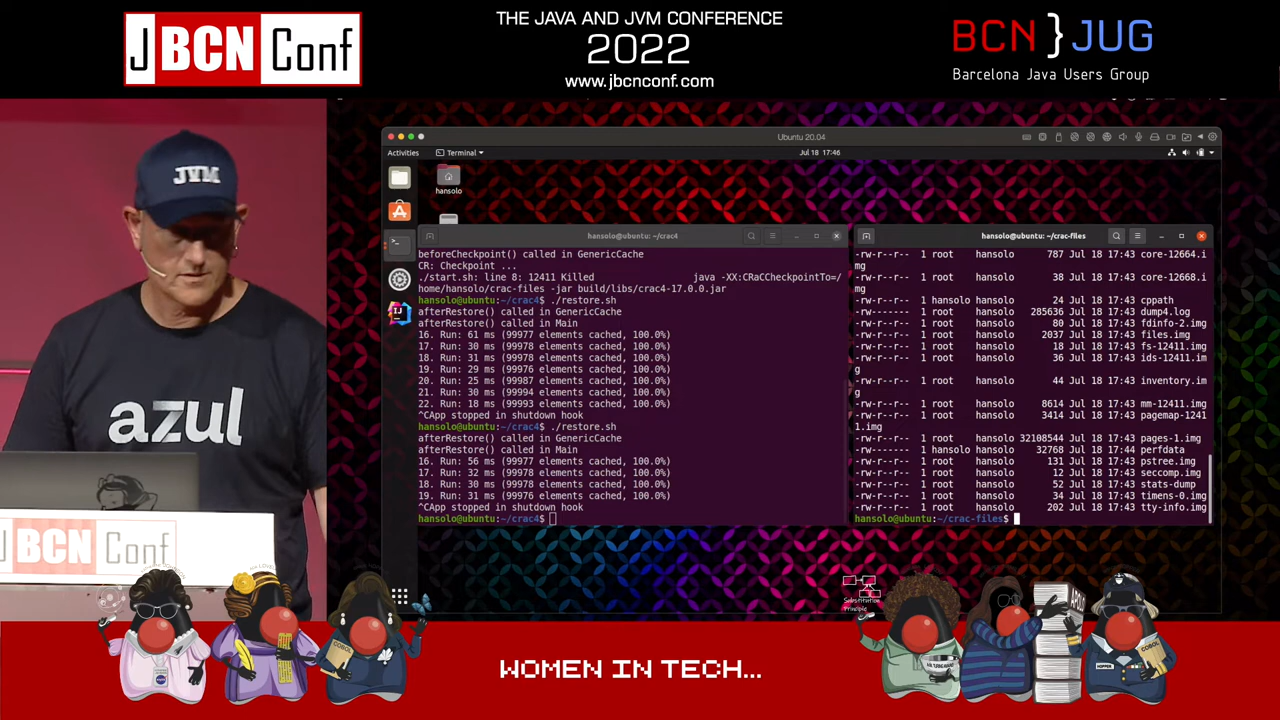 JBCNConf
THE JAVA AND JVM CONFERENCE
2022
www.jbcnconf.com
BCN}JUG
Barcelona Java Users Group
JVM
azul
BCN Conf
Ubuntu 20.04
Activities
Terminal
Jul 18 17:46
hansolo
hansolo@ubuntu: ~/crac4
beforeCheckpoint() called in GenericCache
CR: Checkpoint ...
./start.sh: line 8: 12411 Killed java -XX:CRaCCheckpointTo=/
home/hansolo/crac-files -jar build/libs/crac4-17.0.0.jar
hansolo@ubuntu:~/crac4$ ./restore.sh
afterRestore() called in GenericCache
afterRestore() called in Main
16. Run: 61 ms (99977 elements cached, 100.0%)
17. Run: 30 ms (99978 elements cached, 100.0%)
18. Run: 31 ms (99976 elements cached, 100.0%)
19. Run: 29 ms (99976 elements cached, 100.0%)
20. Run: 25 ms (99987 elements cached, 100.0%)
21. Run: 30 ms (99994 elements cached, 100.0%)
22. Run: 18 ms (99993 elements cached, 100.0%)
^CApp stopped in shutdown hook
hansolo@ubuntu:~/crac4$ ./restore.sh
afterRestore() called in GenericCache
afterRestore() called in Main
16. Run: 56 ms (99977 elements cached, 100.0%)
17. Run: 32 ms (99978 elements cached, 100.0%)
18. Run: 30 ms (99978 elements cached, 100.0%)
19. Run: 31 ms (99976 elements cached, 100.0%)
^CApp stopped in shutdown hook
hansolo@ubuntu:~/crac4$
hansolo@ubuntu: ~/crac-files
-rw-r--r-- 1 root hansolo 787 Jul 18 17:43 core-12664.i
mg
-rw-r--r-- 1 root hansolo 38 Jul 18 17:43 core-12668.i
mg
-rw-r--r-- 1 hansolo hansolo 24 Jul 18 17:43 cppath
-rw------- 1 root hansolo 285636 Jul 18 17:43 dump4.log
-rw-r--r-- 1 root hansolo 80 Jul 18 17:43 fdinfo-2.img
-rw-r--r-- 1 root hansolo 2037 Jul 18 17:43 files.img
-rw-r--r-- 1 root hansolo 18 Jul 18 17:43 fs-12411.img
-rw-r--r-- 1 root hansolo 36 Jul 18 17:43 ids-12411.im
g
-rw-r--r-- 1 root hansolo 44 Jul 18 17:43 inventory.im
g
-rw-r--r-- 1 root hansolo 8614 Jul 18 17:43 mm-12411.img
-rw-r--r-- 1 root hansolo 3414 Jul 18 17:43 pagemap-1241
1.img
-rw-r--r-- 1 root hansolo 32108544 Jul 18 17:43 pages-1.img
-rw------- 1 hansolo hansolo 32768 Jul 18 17:44 perfdata
-rw-r--r-- 1 root hansolo 131 Jul 18 17:43 pstree.img
-rw-r--r-- 1 root hansolo 12 Jul 18 17:43 seccomp.img
-rw-r--r-- 1 root hansolo 52 Jul 18 17:43 stats-dump
-rw-r--r-- 1 root hansolo 34 Jul 18 17:43 timens-0.img
-rw-r--r-- 1 root hansolo 202 Jul 18 17:43 tty-info.img
hansolo@ubuntu:~/crac-files$
Substitution
Principle
COBOL
APOLLO
HOPPER
COBOL
WOMEN IN TECH...